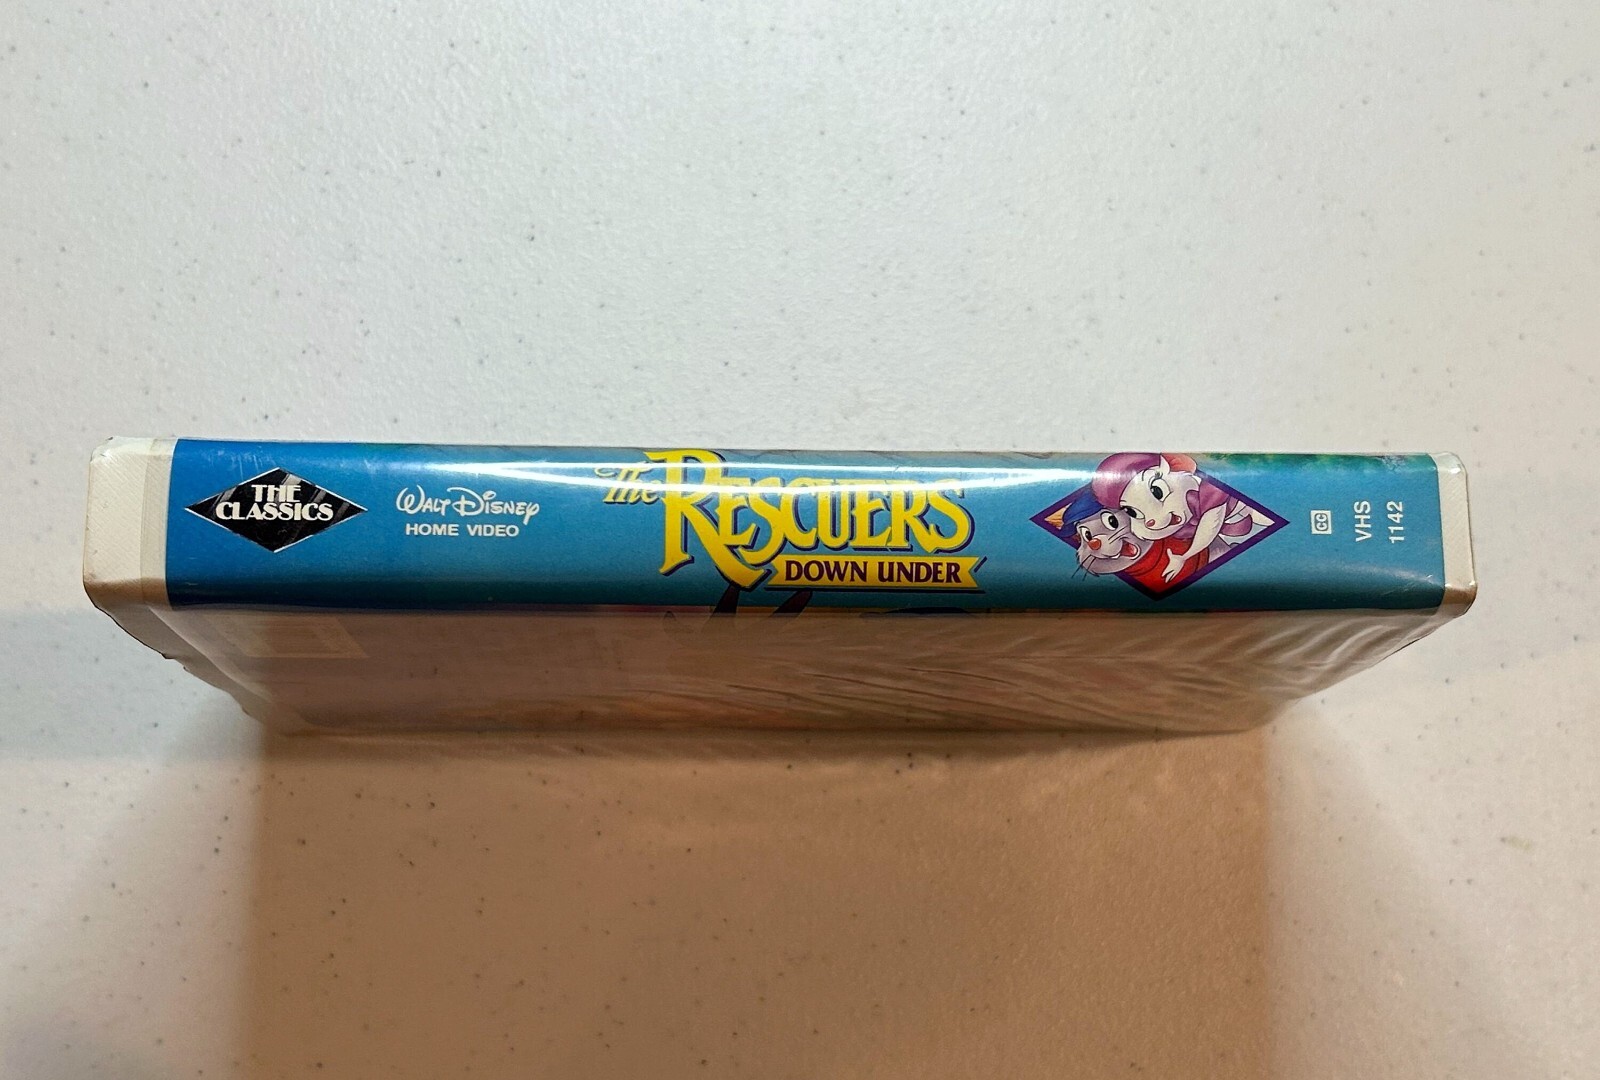 THE
CLASSICS
WALT DISNEY
HOME VIDEO
The
RESCUERS
DOWN UNDER
CC
VHS
1142